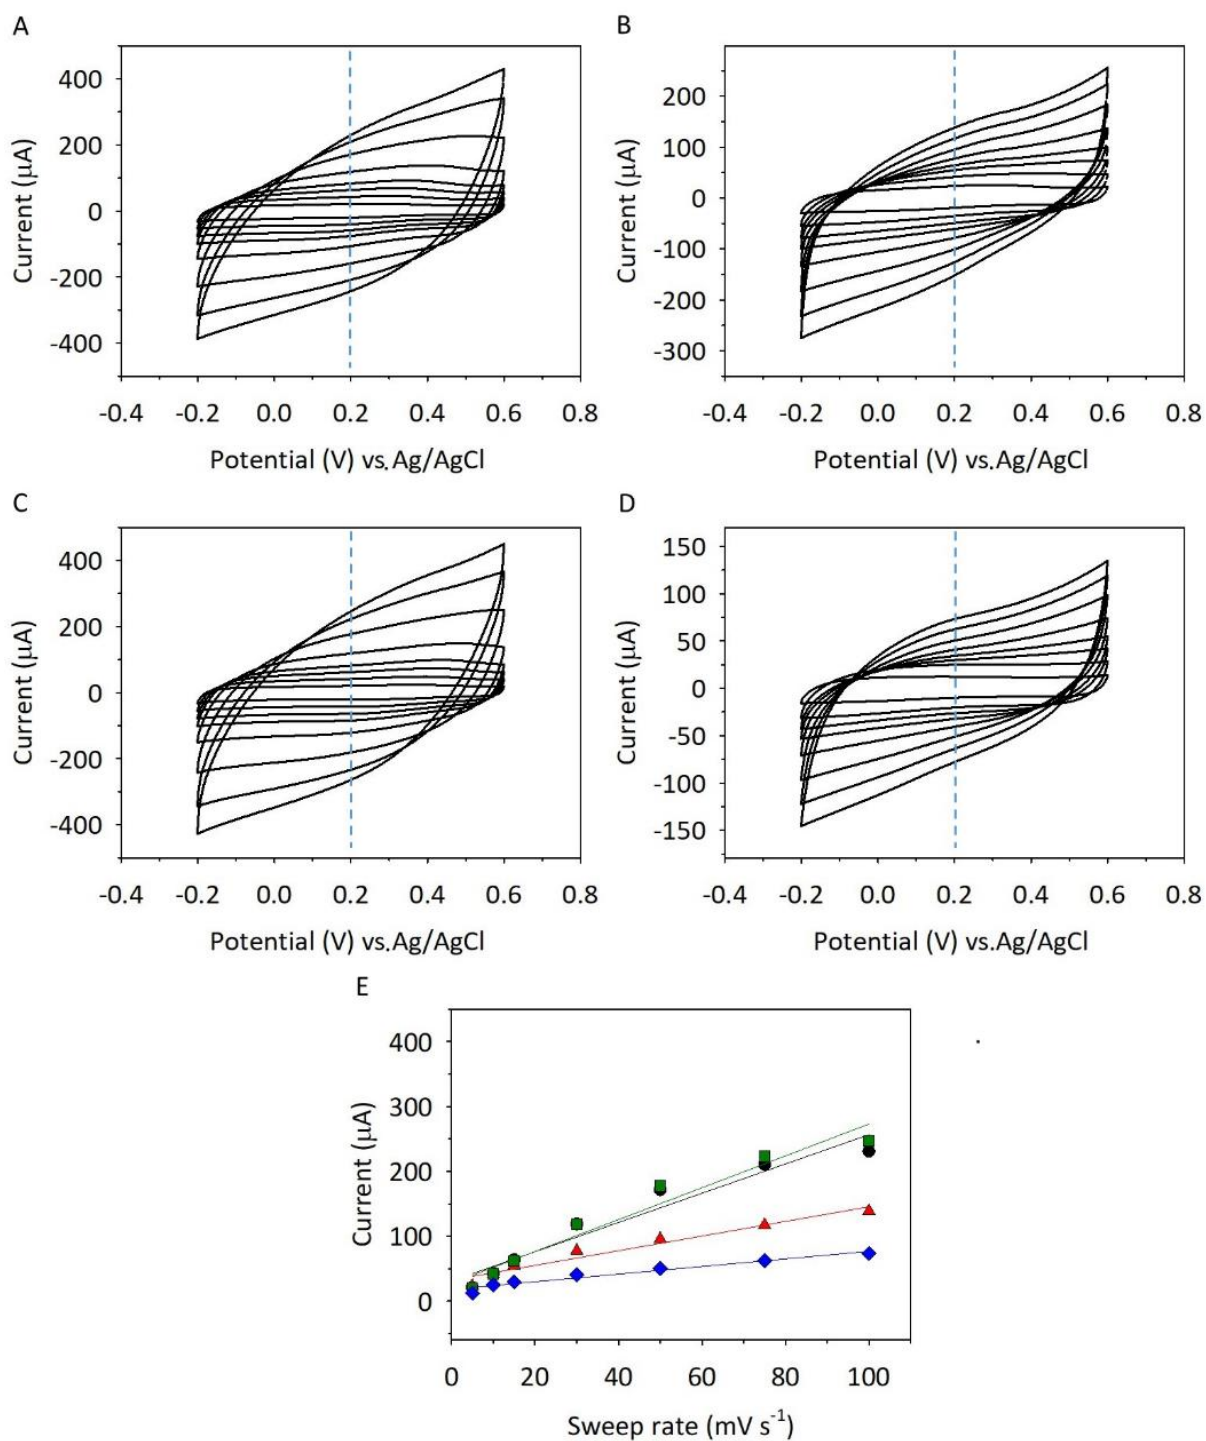 A
400
200
0
-200
-400
Current (µA)
-0.4 -0.2 0.0 0.2 0.4 0.6 0.8
Potential (V) vs.Ag/AgCl
B
200
100
0
-100
-200
-300
Current (µA)
-0.4 -0.2 0.0 0.2 0.4 0.6 0.8
Potential (V) vs.Ag/AgCl
C
400
200
0
-200
-400
Current (µA)
-0.4 -0.2 0.0 0.2 0.4 0.6 0.8
Potential (V) vs.Ag/AgCl
D
150
100
50
0
-50
-100
-150
Current (µA)
-0.4 -0.2 0.0 0.2 0.4 0.6 0.8
Potential (V) vs.Ag/AgCl
E
400
300
200
100
0
Current (µA)
0 20 40 60 80 100
Sweep rate (mV s⁻¹)